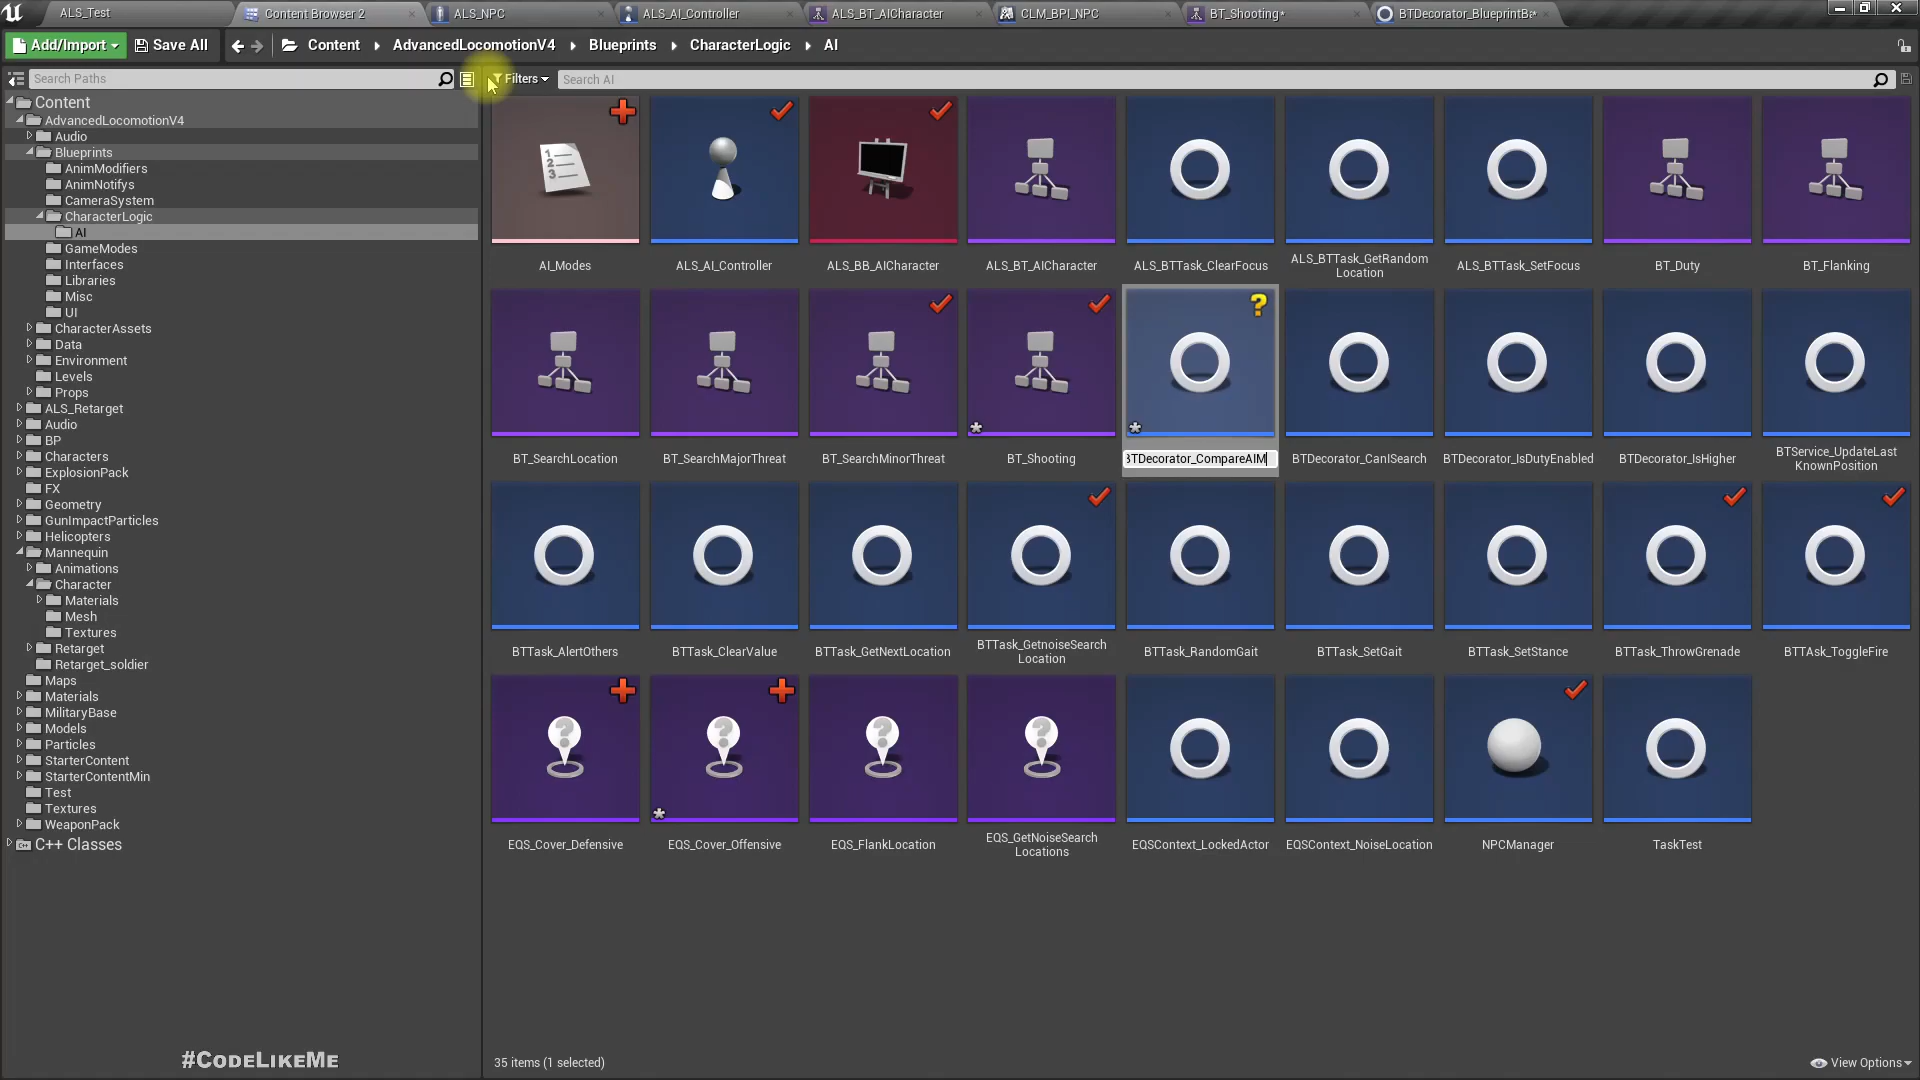 ALS_Test
Content Browser 2
ALS_NPC
ALS_AI_Controller
ALS_BT_AICharacter
CLM_BPI_NPC
BT_Shooting*
BTDecorator_BlueprintBa*
Add/Import
Save All
Content
AdvancedLocomotionV4
Blueprints
CharacterLogic
AI
Search Paths
Filters
Search AI
Content
AdvancedLocomotionV4
Audio
Blueprints
AnimModifiers
AnimNotifys
CameraSystem
CharacterLogic
AI
GameModes
Interfaces
Libraries
Misc
UI
CharacterAssets
Data
Environment
Levels
Props
ALS_Retarget
Audio
BP
Characters
ExplosionPack
FX
Geometry
GunImpactParticles
Helicopters
Mannequin
Animations
Character
Materials
Mesh
Textures
Retarget
Retarget_soldier
Maps
Materials
MilitaryBase
Models
Particles
StarterContent
StarterContentMin
Test
Textures
WeaponPack
C++ Classes
#CodeLikeMe
AI_Modes
ALS_AI_Controller
ALS_BB_AICharacter
ALS_BT_AICharacter
ALS_BTTask_ClearFocus
ALS_BTTask_GetRandom
Location
ALS_BTTask_SetFocus
BT_Duty
BT_Flanking
BT_SearchLocation
BT_SearchMajorThreat
BT_SearchMinorThreat
BT_Shooting
BTDecorator_CompareAIM
BTDecorator_CanISearch
BTDecorator_IsDutyEnabled
BTDecorator_IsHigher
BTService_UpdateLast
KnownPosition
BTTask_AlertOthers
BTTask_ClearValue
BTTask_GetNextLocation
BTTask_GetnoiseSearch
Location
BTTask_RandomGait
BTTask_SetGait
BTTask_SetStance
BTTask_ThrowGrenade
BTTAsk_ToggleFire
EQS_Cover_Defensive
EQS_Cover_Offensive
EQS_FlankLocation
EQS_GetNoiseSearch
Locations
EQSContext_LockedActor
EQSContext_NoiseLocation
NPCManager
TaskTest
35 items (1 selected)
View Options